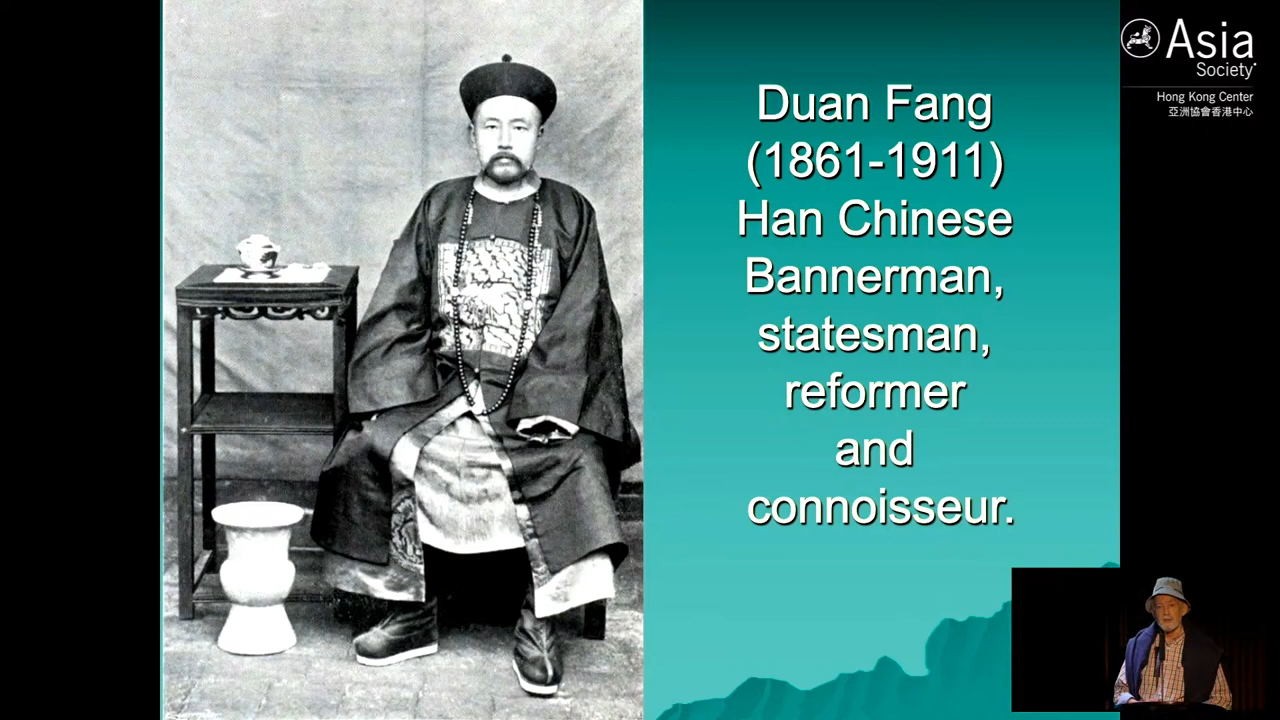 Duan Fang
(1861-1911)
Han Chinese
Bannerman,
statesman,
reformer
and
connoisseur.
Asia
Society
Hong Kong Center
亞洲協會香港中心